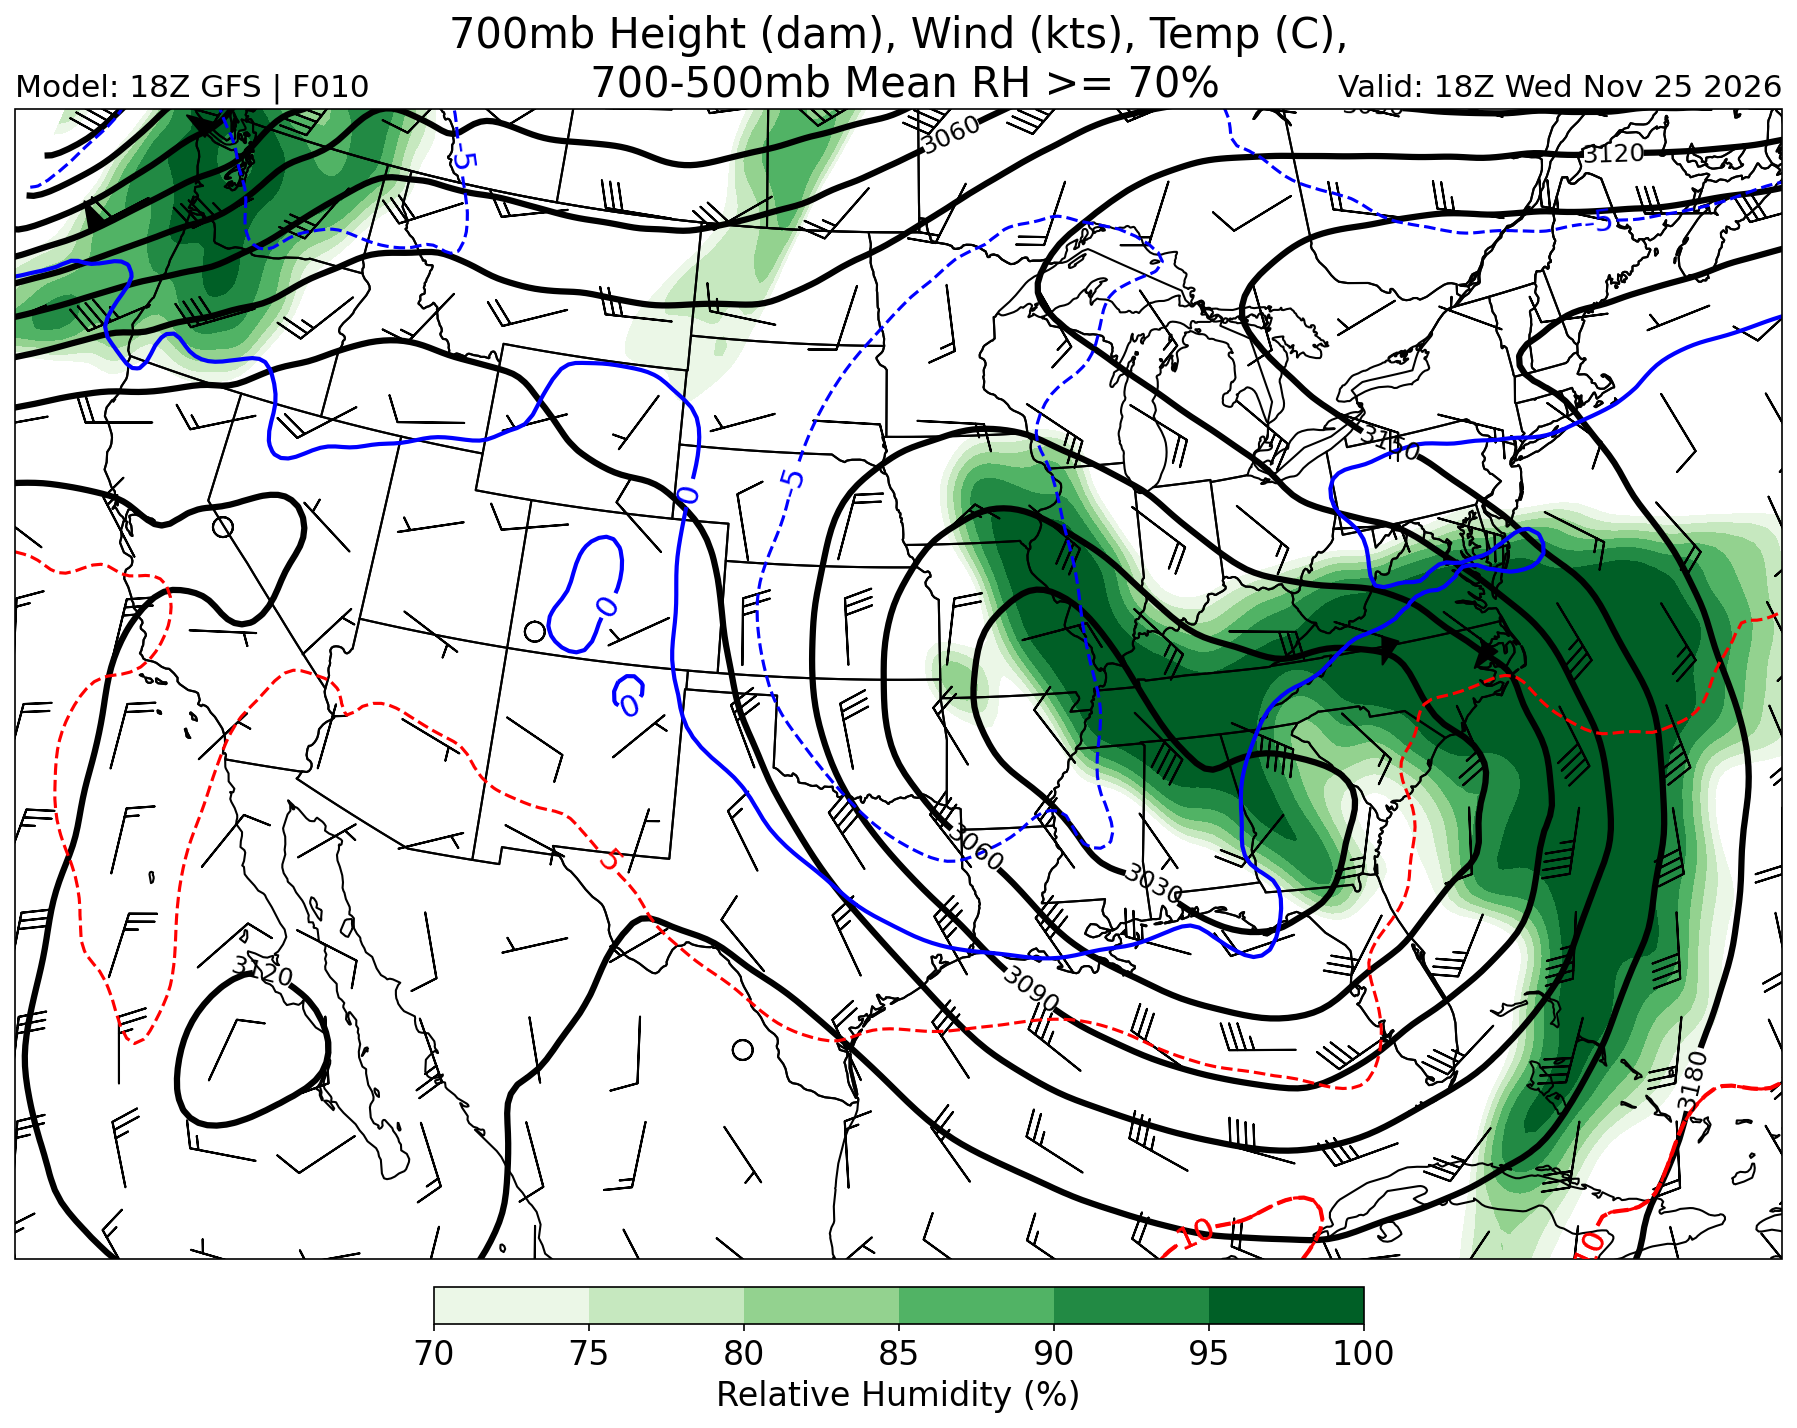 700mb Height (dam), Wind (kts), Temp (C),
700-500mb Mean RH >= 70%
Model: 18Z GFS | F010
Valid: 18Z Wed Nov 25 2026
3060
3120
5
5
3110
5
0
0
0
5
3060
3030
3120
3090
3180
10
10
70 75 80 85 90 95 100
Relative Humidity (%)